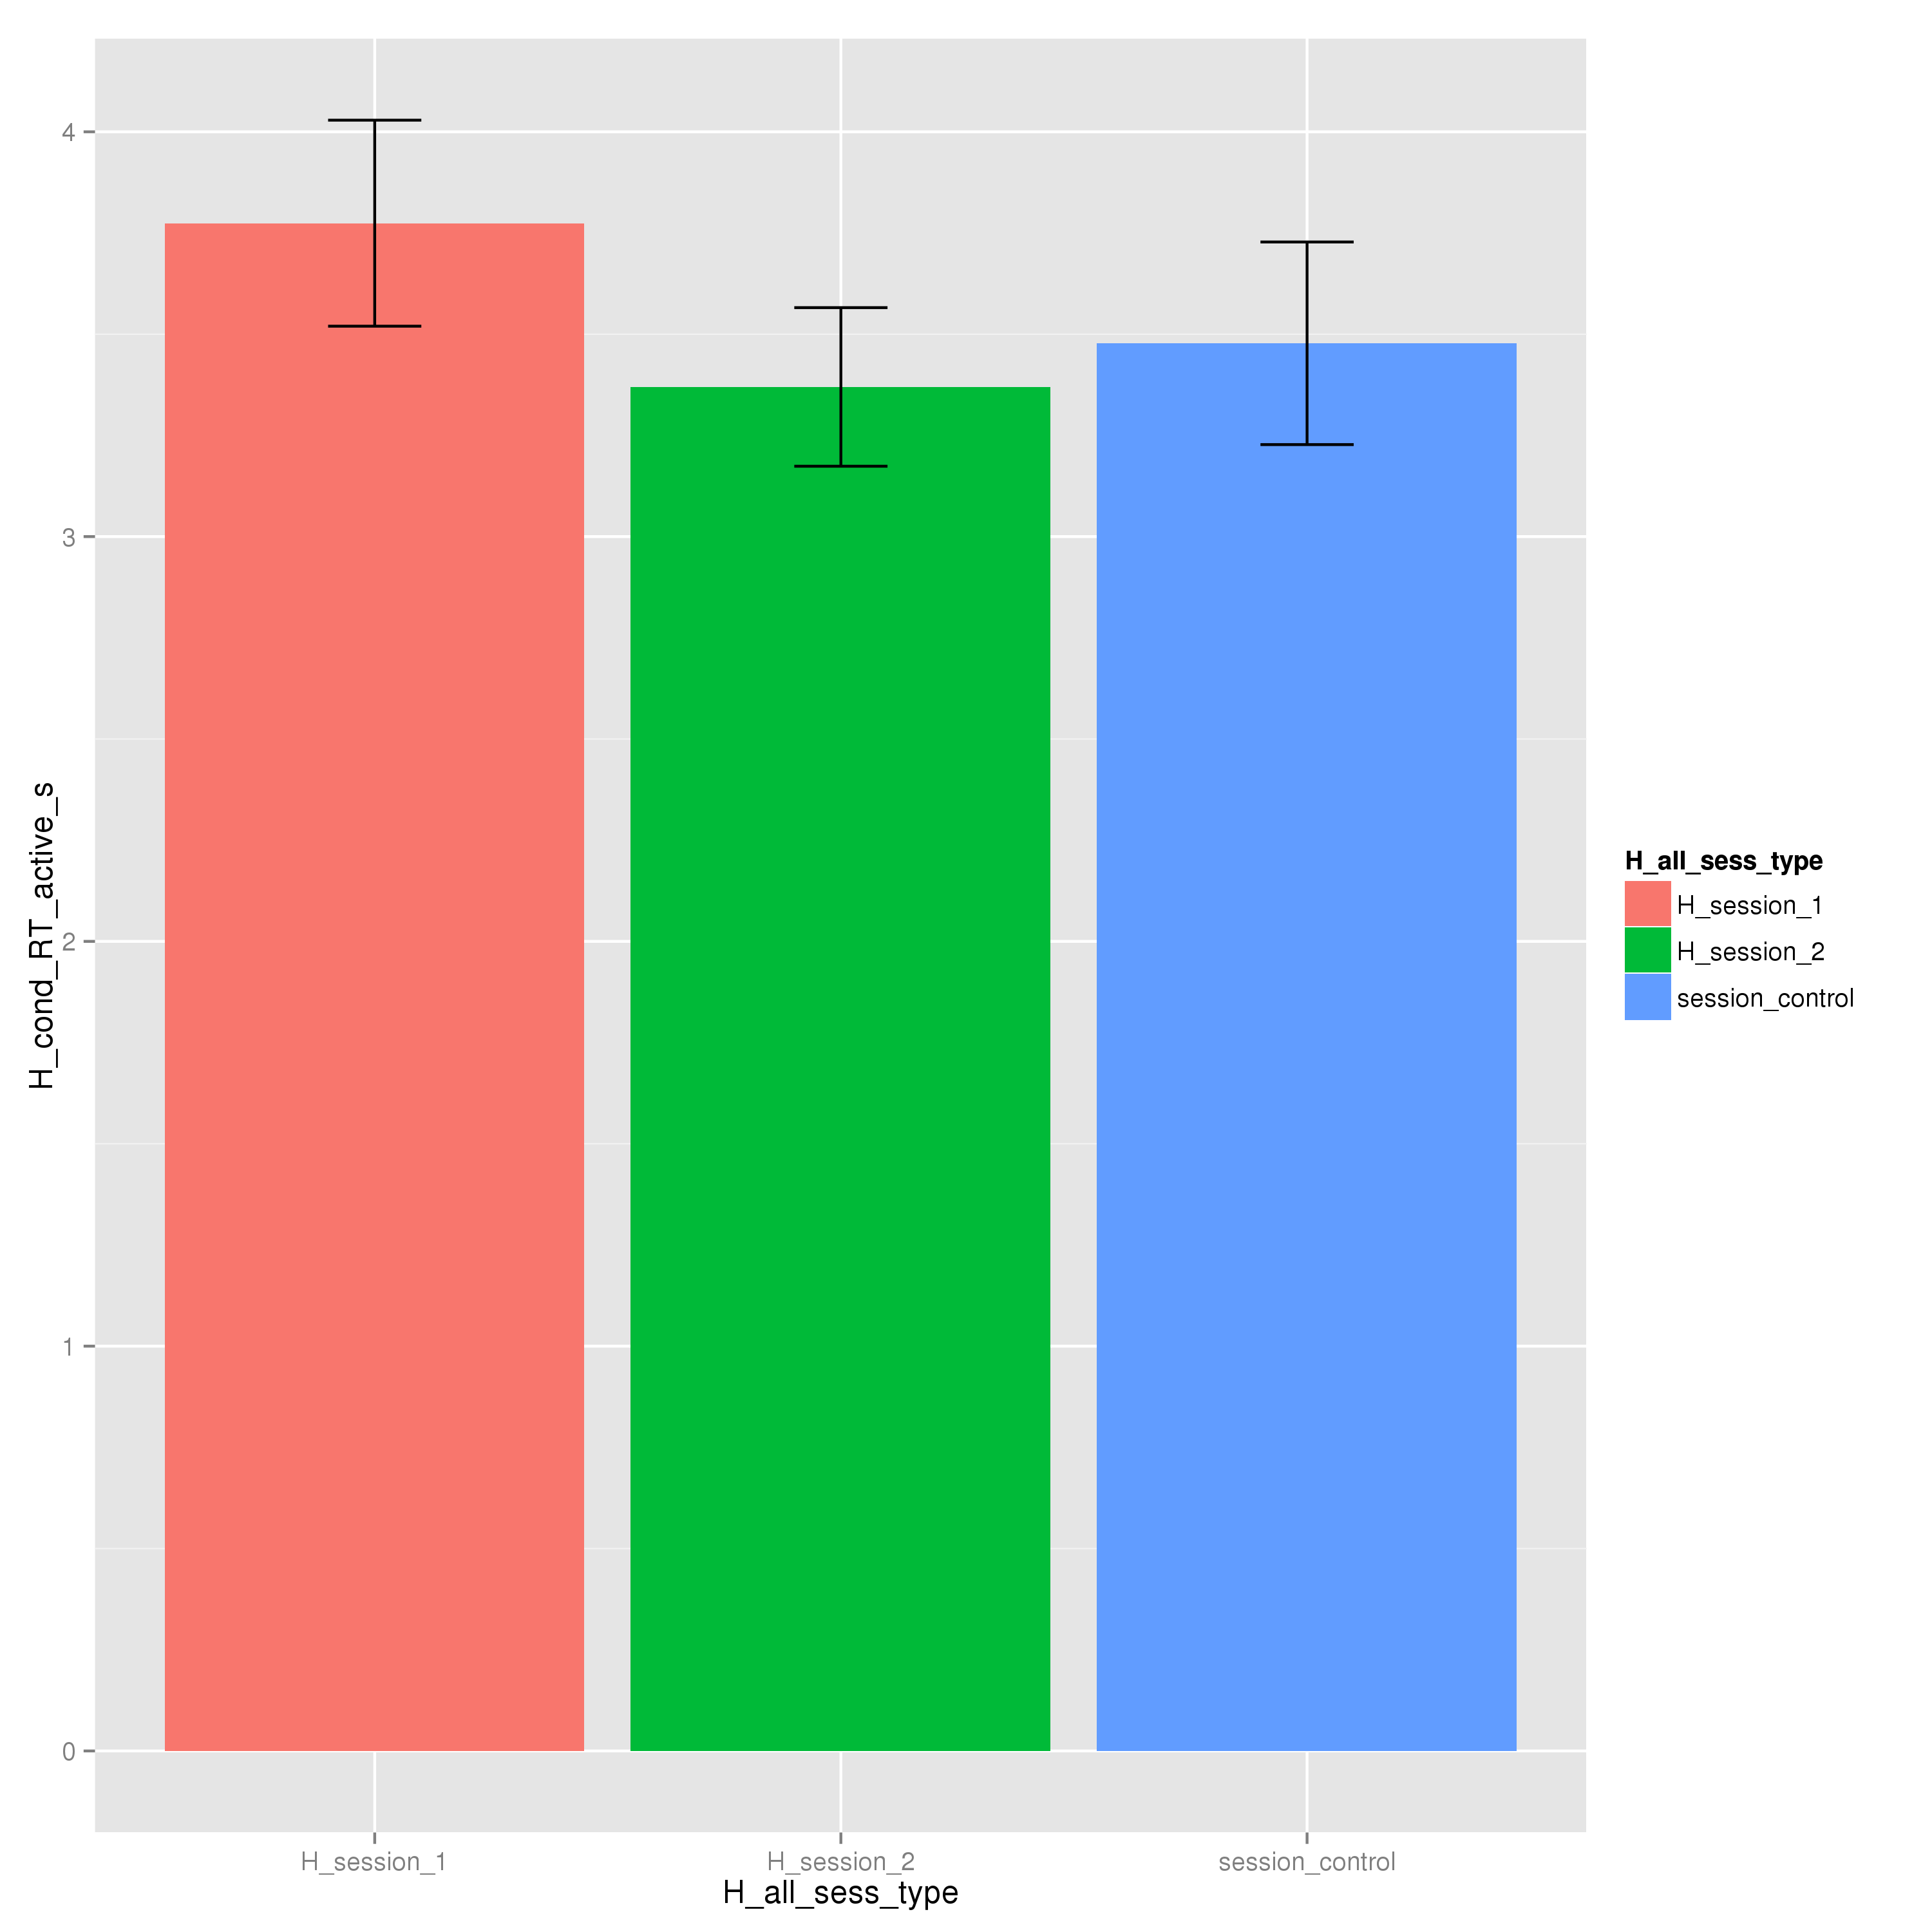 4
3
2
1
0
H_cond_RT_active_s
H_session_1
H_session_2
session_control
H_all_sess_type
H_all_sess_type
H_session_1
H_session_2
session_control